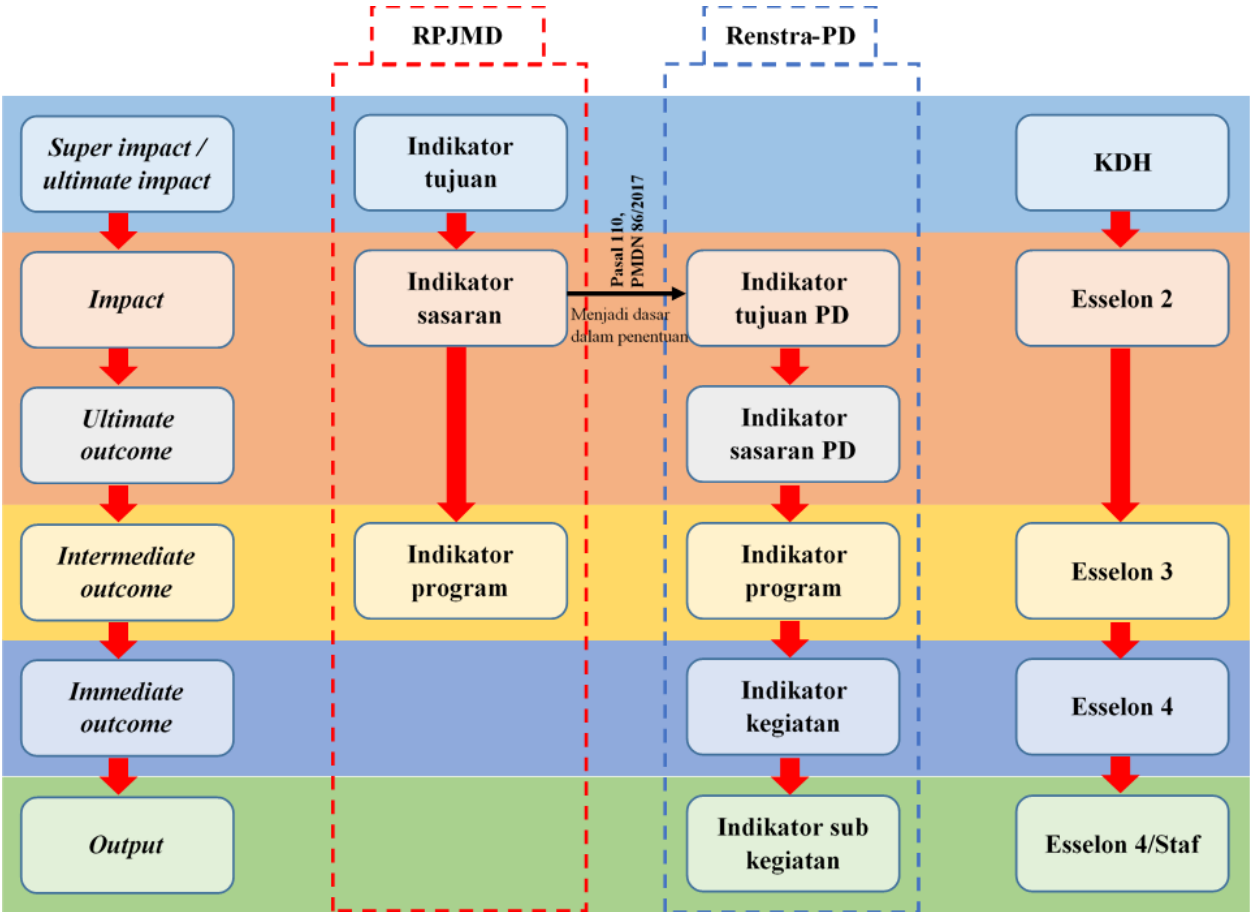 RPJMD
Renstra-PD
Super impact /
ultimate impact
Indikator
tujuan
KDH
Pasal 110,
PMDN 86/2017
Impact
Indikator
sasaran
Menjadi dasar
dalam penentuan
Indikator
tujuan PD
Esselon 2
Ultimate
outcome
Indikator
sasaran PD
Intermediate
outcome
Indikator
program
Indikator
program
Esselon 3
Immediate
outcome
Indikator
kegiatan
Esselon 4
Output
Indikator sub
kegiatan
Esselon 4/Staf